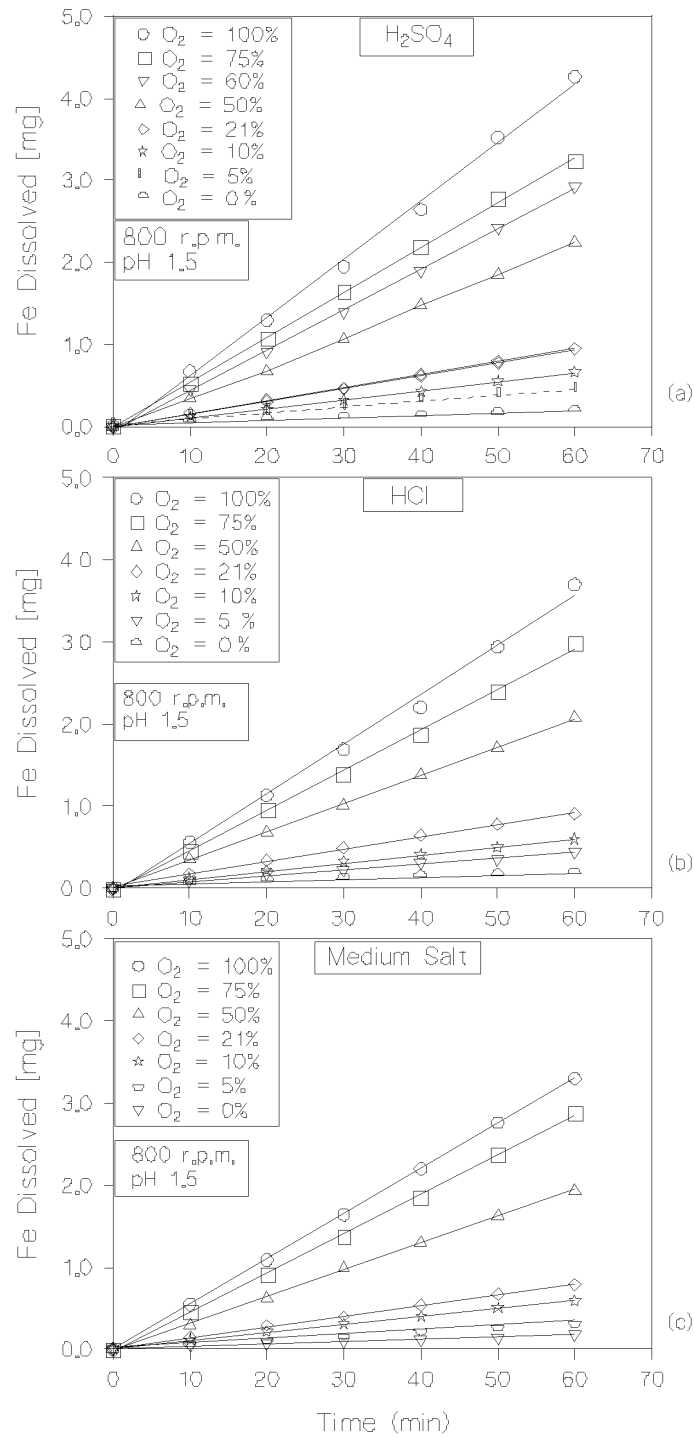 5.0
4.0
3.0
2.0
1.0
0.0
Fe Dissolved [mg]
O2 = 100%
O2 = 75%
O2 = 60%
O2 = 50%
O2 = 21%
O2 = 10%
O2 = 5%
O2 = 0%
H2SO4
800 r.p.m.
pH 1.5
(a)
0 10 20 30 40 50 60 70
5.0
4.0
3.0
2.0
1.0
0.0
Fe Dissolved [mg]
O2 = 100%
O2 = 75%
O2 = 50%
O2 = 21%
O2 = 10%
O2 = 5 %
O2 = 0 %
HCl
800 r.p.m.
pH 1.5
(b)
0 10 20 30 40 50 60 70
5.0
4.0
3.0
2.0
1.0
0.0
Fe Dissolved [mg]
O2 = 100%
O2 = 75%
O2 = 50%
O2 = 21%
O2 = 10%
O2 = 5%
O2 = 0%
Medium Salt
800 r.p.m.
pH 1.5
(c)
0 10 20 30 40 50 60 70
Time (min)